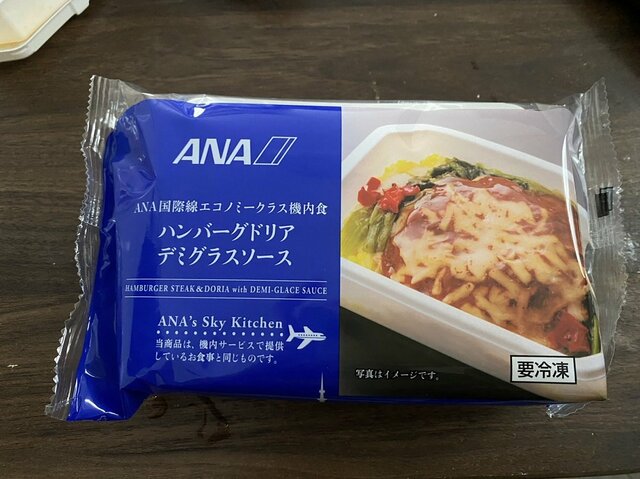 ANA
ANA国際線エコノミークラス機内食
ハンバーグドリア
デミグラスソース
HAMBURGER STEAK & DORIA with DEMI-GLACE SAUCE
ANA's Sky Kitchen
当商品は、機内サービスで提供
しているお食事と同じものです。
写真はイメージです。
要冷凍